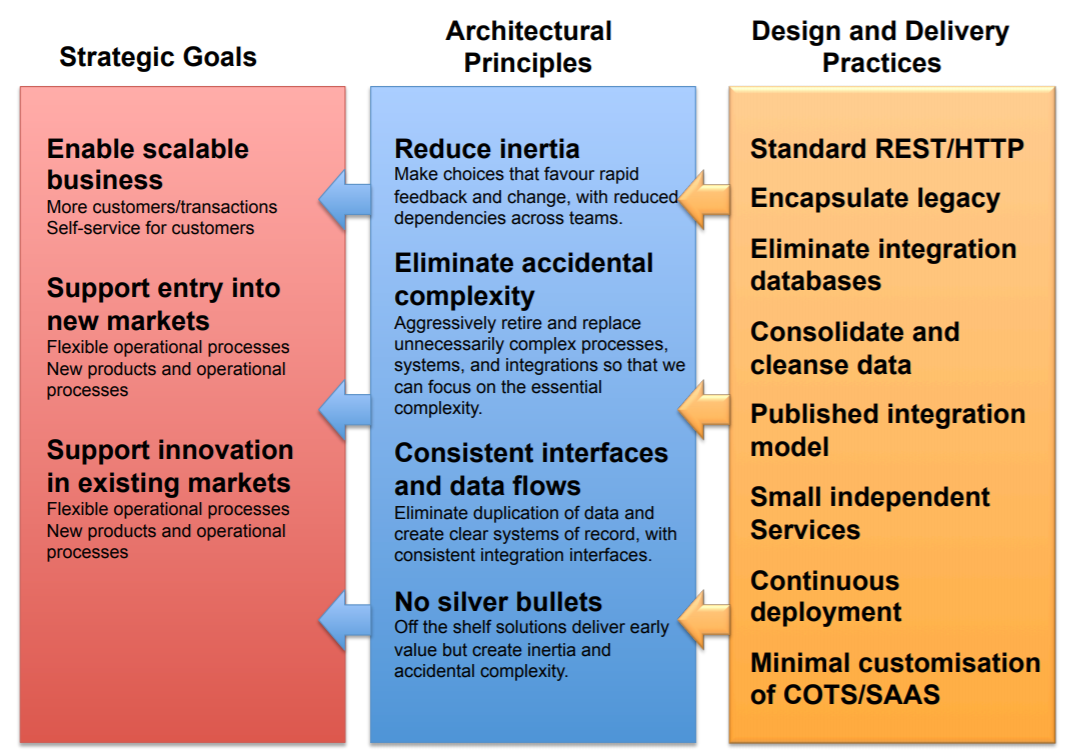 Strategic Goals
Enable scalable
business
More customers/transactions
Self-service for customers
Support entry into
new markets
Flexible operational processes
New products and operational
processes
Support innovation
in existing markets
Flexible operational processes
New products and operational
processes
Architectural
Principles
Reduce inertia
Make choices that favour rapid
feedback and change, with reduced
dependencies across teams.
Eliminate accidental
complexity
Aggressively retire and replace
unnecessarily complex processes,
systems, and integrations so that we
can focus on the essential
complexity.
Consistent interfaces
and data flows
Eliminate duplication of data and
create clear systems of record, with
consistent integration interfaces.
No silver bullets
Off the shelf solutions deliver early
value but create inertia and
accidental complexity.
Design and Delivery
Practices
Standard REST/HTTP
Encapsulate legacy
Eliminate integration
databases
Consolidate and
cleanse data
Published integration
model
Small independent
Services
Continuous
deployment
Minimal customisation
of COTS/SAAS